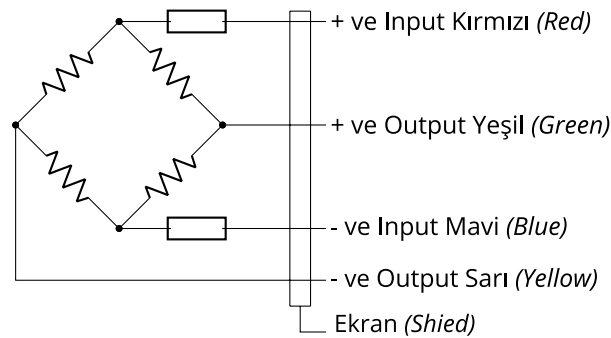 + ve Input Kırmızı (Red)
+ ve Output Yeşil (Green)
- ve Input Mavi (Blue)
- ve Output Sarı (Yellow)
Ekran (Shied)